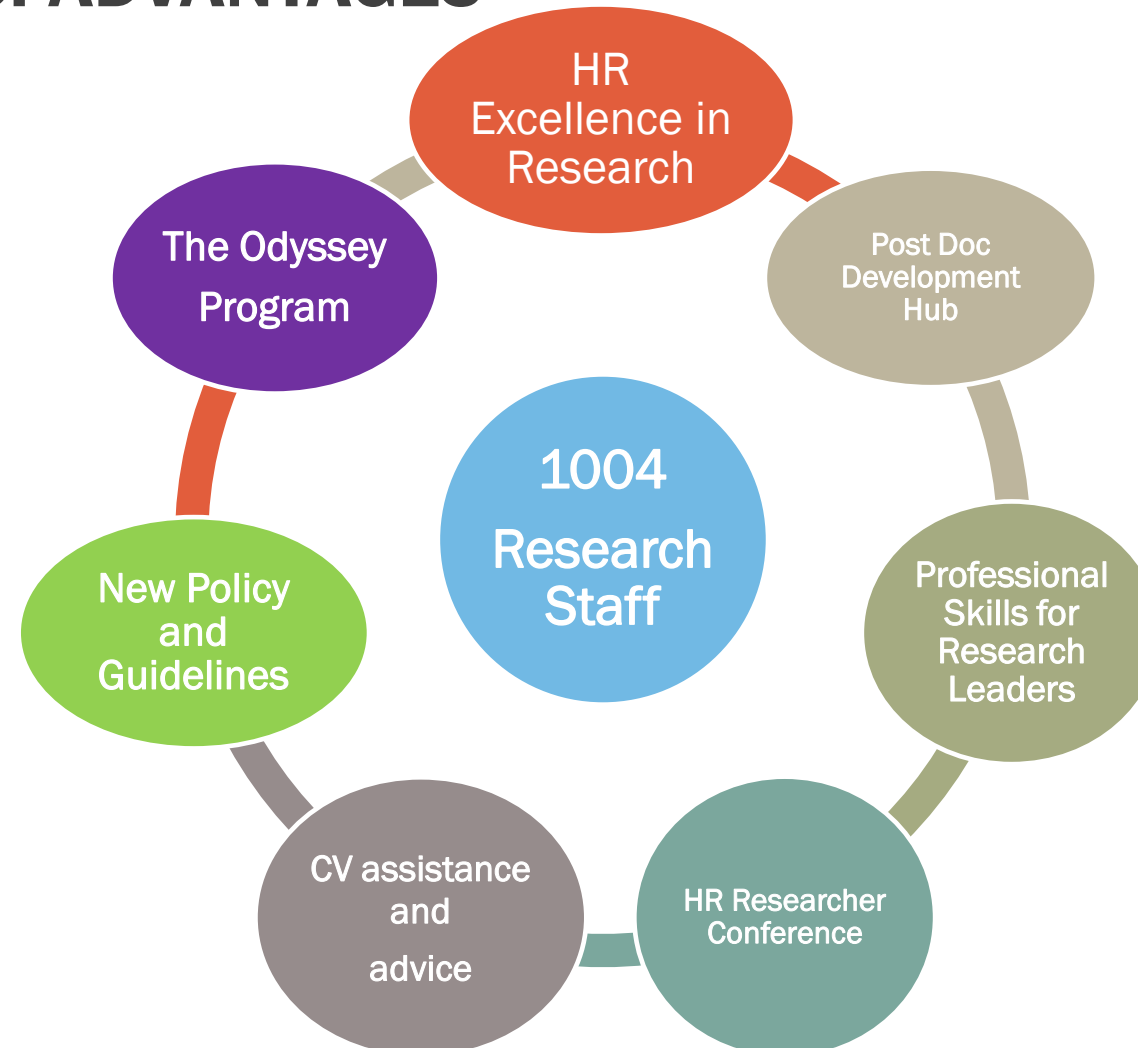 ADVANTAGES
HR
Excellence in
Research
Post Doc
Development
Hub
Professional
Skills for
Research
Leaders
HR Researcher
Conference
CV assistance
and
advice
New Policy
and
Guidelines
The Odyssey
Program
1004
Research
Staff